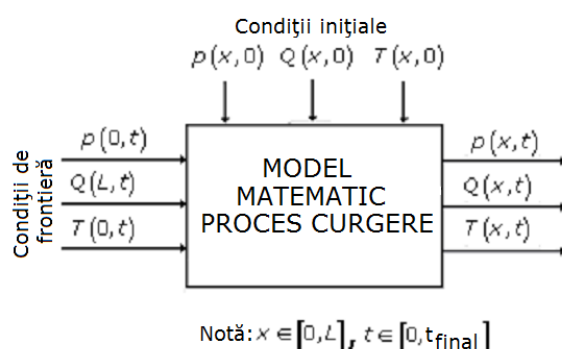 Condiţii iniţiale
p(x,0) Q(x,0) T(x,0)
Condiţii de
frontieră
p(0,t)
Q(L,t)
T(0,t)
MODEL
MATEMATIC
PROCES CURGERE
p(x,t)
Q(x,t)
T(x,t)
Notă: x ∈ [0,L], t ∈ [0,t_final]